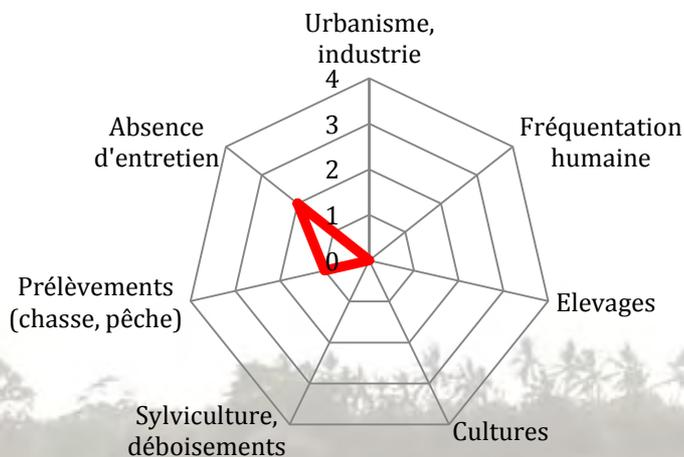 Urbanisme,
industrie
4
3
2
1
0
Fréquentation
humaine
Elevages
Cultures
Sylviculture,
déboisements
Prélèvements
(chasse, pêche)
Absence
d'entretien